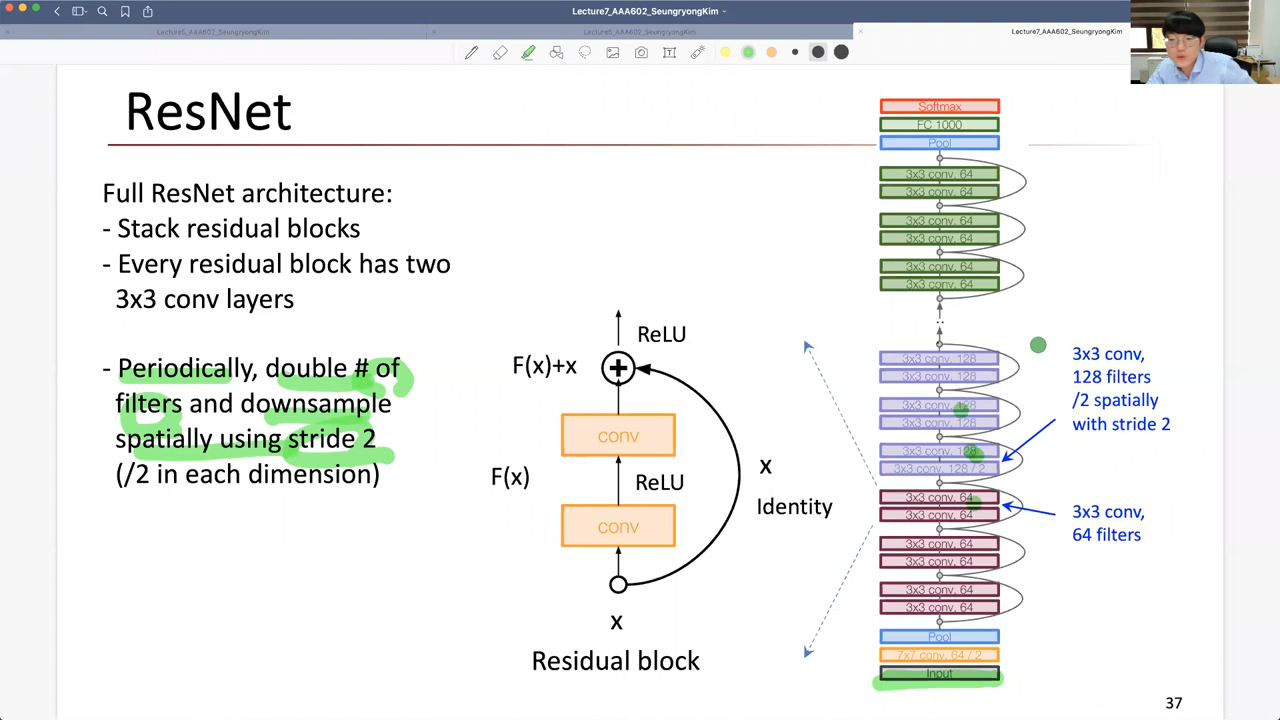 Lecture7_AAA602_SeungryongKim
Lecture5_AAA602_SeungryongKim
Lecture6_AAA602_SeungryongKim
Lecture7_AAA602_SeungryongKim
ResNet
Full ResNet architecture:
- Stack residual blocks
- Every residual block has two
3x3 conv layers
- Periodically, double # of
filters and downsample
spatially using stride 2
(/2 in each dimension)
ReLU
F(x)+x
conv
F(x)
ReLU
X
Identity
conv
X
Residual block
Softmax
FC 1000
Pool
3x3 conv, 64
3x3 conv, 64
3x3 conv, 64
3x3 conv, 64
3x3 conv, 64
3x3 conv, 64
..
3x3 conv, 128
3x3 conv, 128
3x3 conv, 128
3x3 conv, 128
3x3 conv, 128
3x3 conv, 128 / 2
3x3 conv, 64
3x3 conv, 64
3x3 conv, 64
3x3 conv, 64
3x3 conv, 64
3x3 conv, 64
Pool
7x7 conv, 64 / 2
Input
3x3 conv,
128 filters
/2 spatially
with stride 2
3x3 conv,
64 filters
37